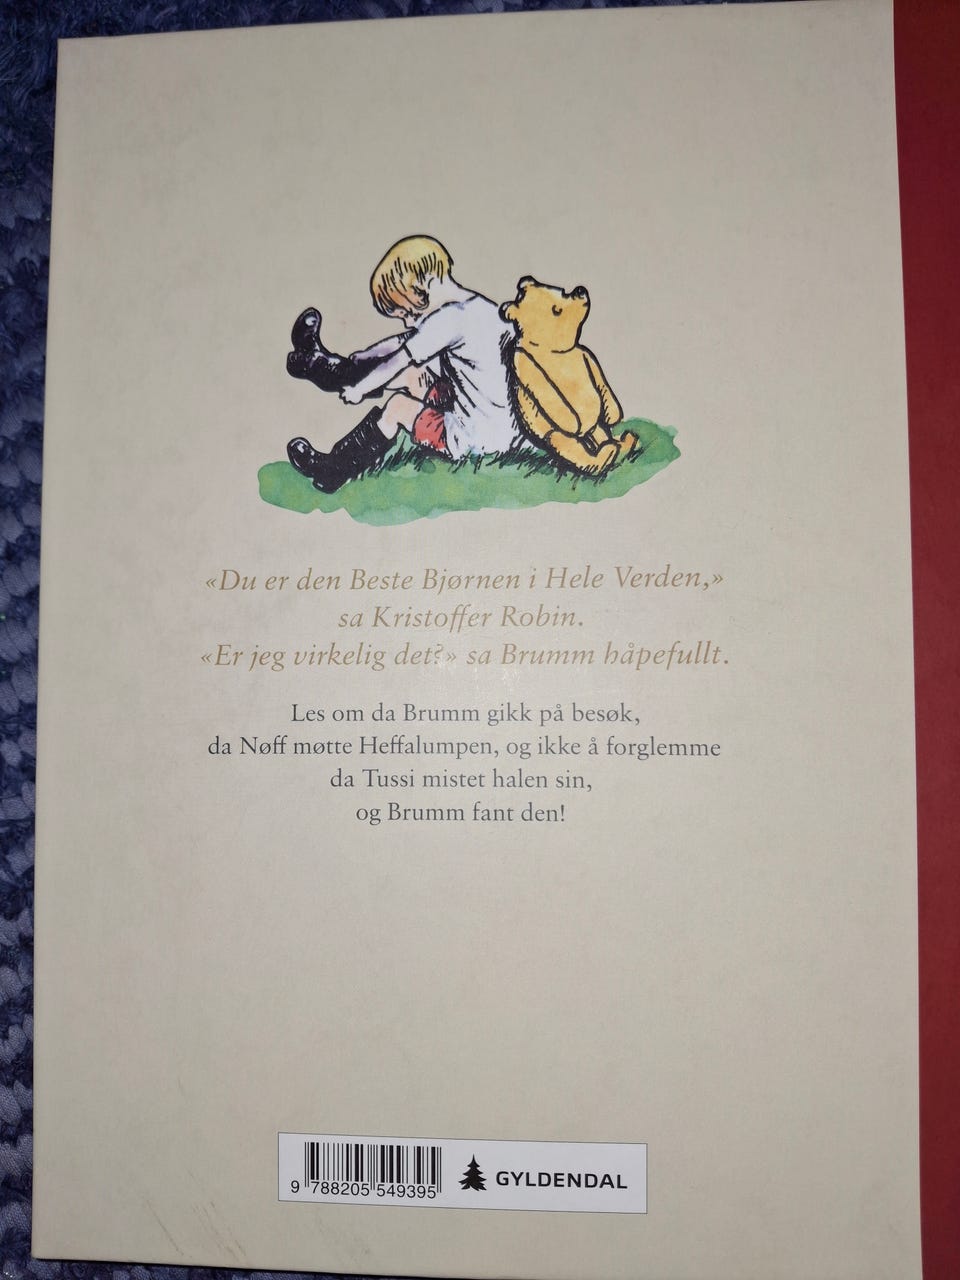 «Du er den Beste Bjørnen i Hele Verden,»
sa Kristoffer Robin.
«Er jeg virkelig det?» sa Brumm håpefullt.
Les om da Brumm gikk på besøk,
da Nøff møtte Heffalumpen, og ikke å forglemme
da Tussi mistet halen sin,
og Brumm fant den!
9 788205 549395
GYLDENDAL